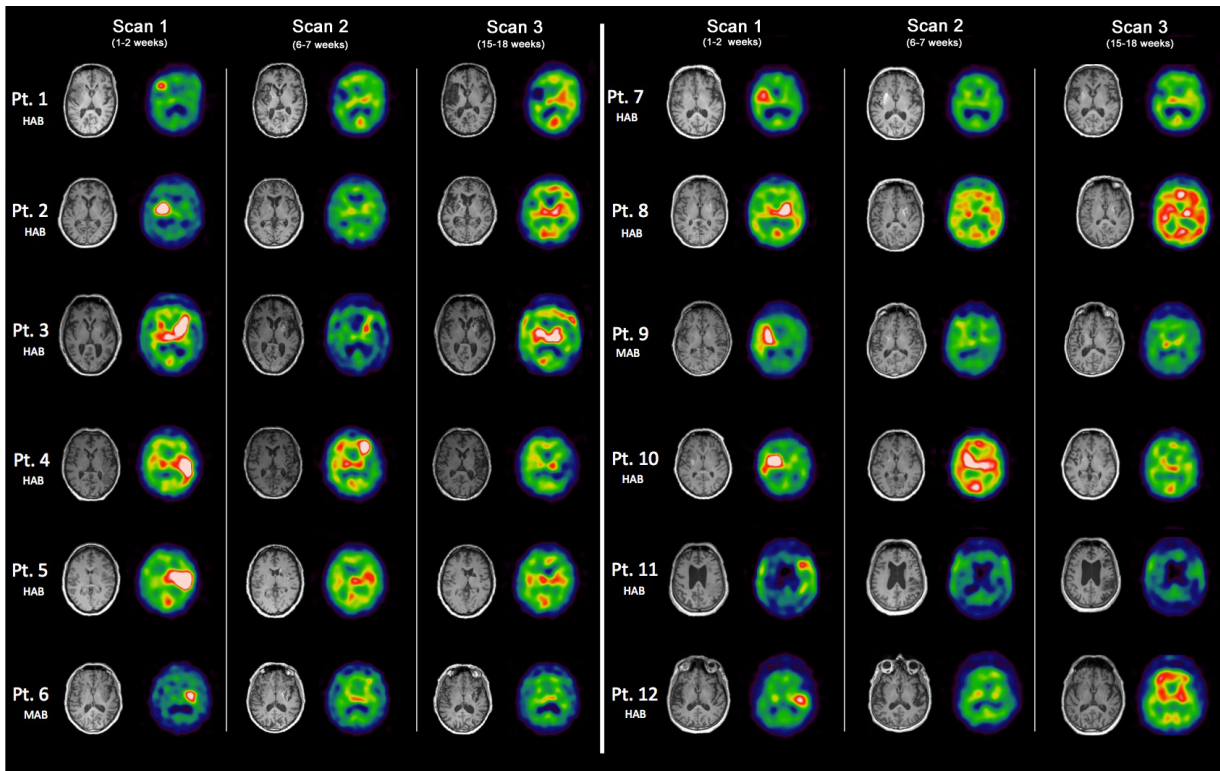 Scan 1
(1-2 weeks)
Scan 2
(6-7 weeks)
Scan 3
(15-18 weeks)
Pt. 1
HAB
Pt. 2
HAB
Pt. 3
HAB
Pt. 4
HAB
Pt. 5
HAB
Pt. 6
MAB
Scan 1
(1-2 weeks)
Scan 2
(6-7 weeks)
Scan 3
(15-18 weeks)
Pt. 7
HAB
Pt. 8
HAB
Pt. 9
MAB
Pt. 10
HAB
Pt. 11
HAB
Pt. 12
HAB